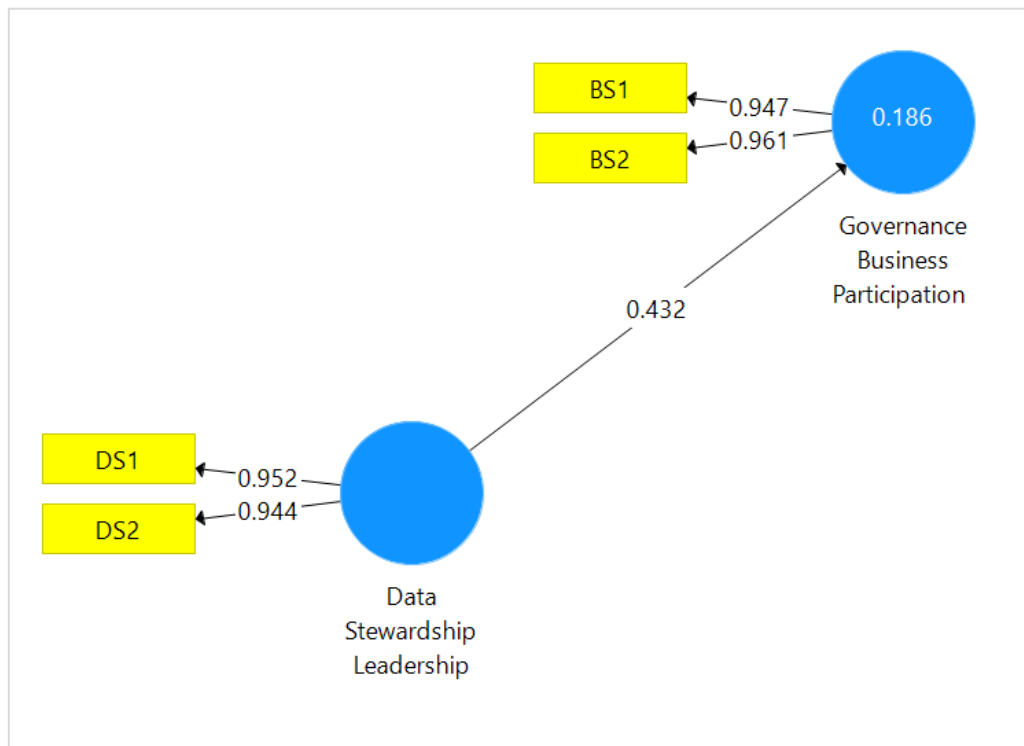 BS1
0.947
0.186
BS2
0.961
Governance
Business
Participation
0.432
DS1
0.952
DS2
0.944
Data
Stewardship
Leadership